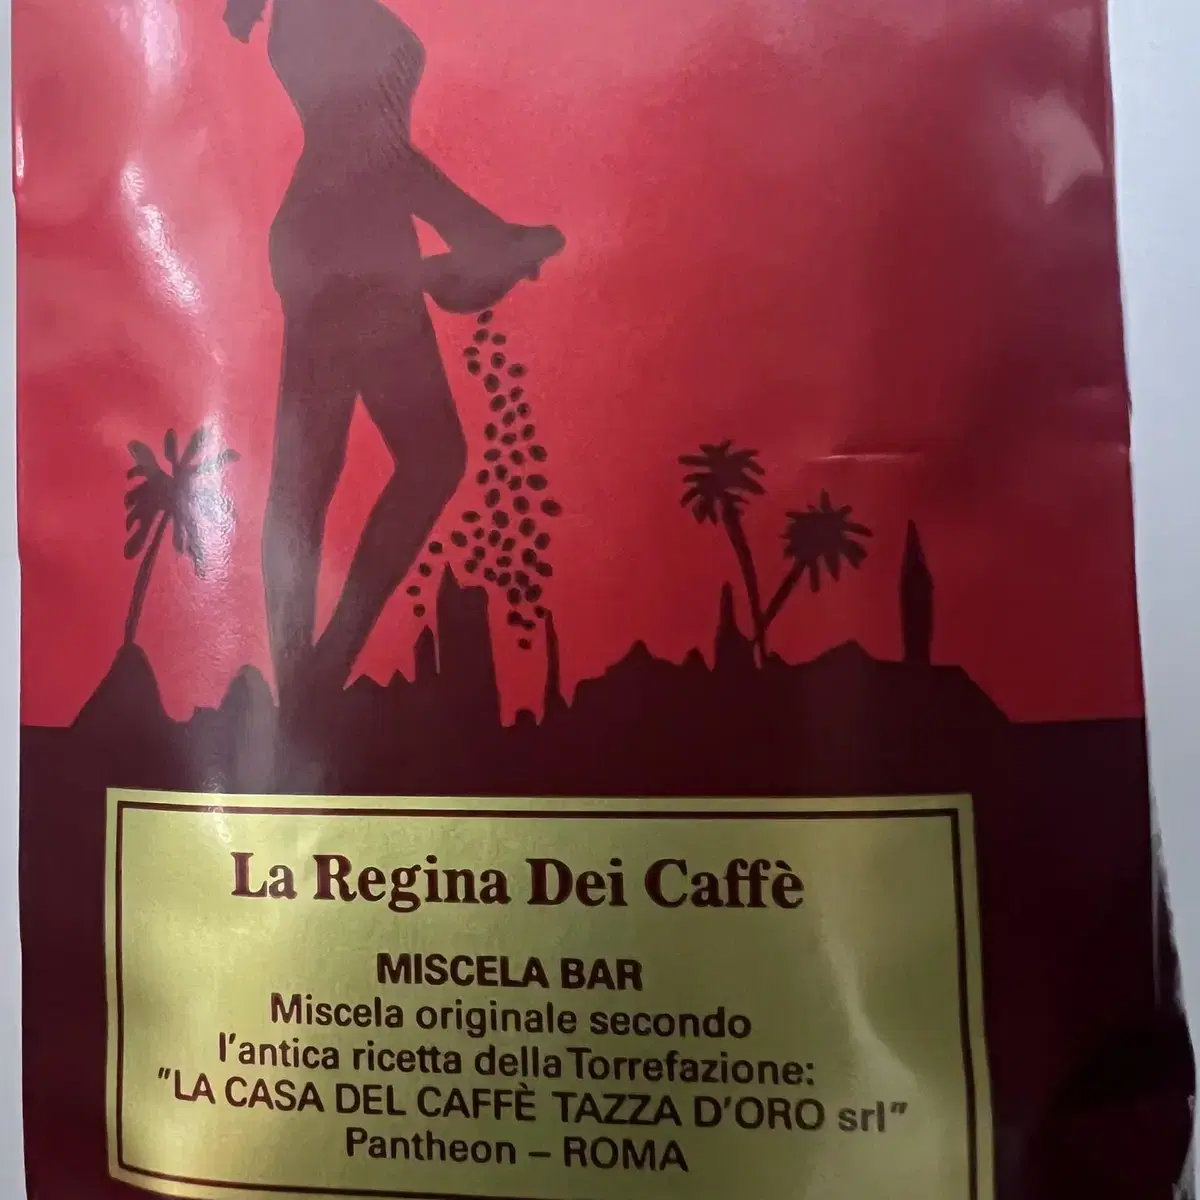 La Regina Dei Caffè
MISCELA BAR
Miscela originale secondo
l'antica ricetta della Torrefazione:
"LA CASA DEL CAFFÈ TAZZA D'ORO srl"
Pantheon – ROMA